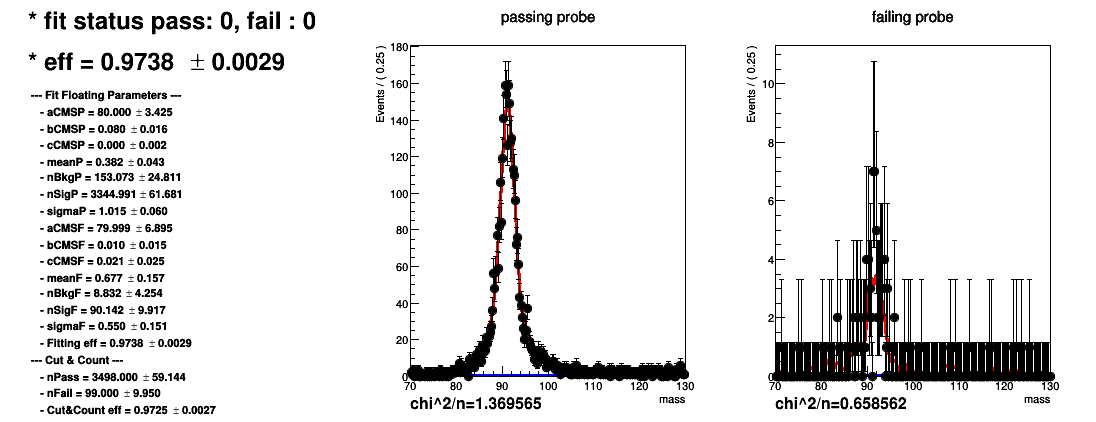 * fit status pass: 0, fail : 0
* eff = 0.9738 ± 0.0029
--- Fit Floating Parameters ---
- aCMSP = 80.000 ± 3.425
- bCMSP = 0.080 ± 0.016
- cCMSP = 0.000 ± 0.002
- meanP = 0.382 ± 0.043
- nBkgP = 153.073 ± 24.811
- nSigP = 3344.991 ± 61.681
- sigmaP = 1.015 ± 0.060
- aCMSF = 79.999 ± 6.895
- bCMSF = 0.010 ± 0.015
- cCMSF = 0.021 ± 0.025
- meanF = 0.677 ± 0.157
- nBkgF = 8.832 ± 4.254
- nSigF = 90.142 ± 9.917
- sigmaF = 0.550 ± 0.151
- Fitting eff = 0.9738 ± 0.0029
--- Cut & Count ---
- nPass = 3498.000 ± 59.144
- nFail = 99.000 ± 9.950
- Cut&Count eff = 0.9725 ± 0.0027
passing probe
Events / ( 0.25 )
180
160
140
120
100
80
60
40
20
0
70 80 90 100 110 120 130
mass
chi^2/n=1.369565
failing probe
Events / ( 0.25 )
10
8
6
4
2
0
70 80 90 100 110 120 130
mass
chi^2/n=0.658562